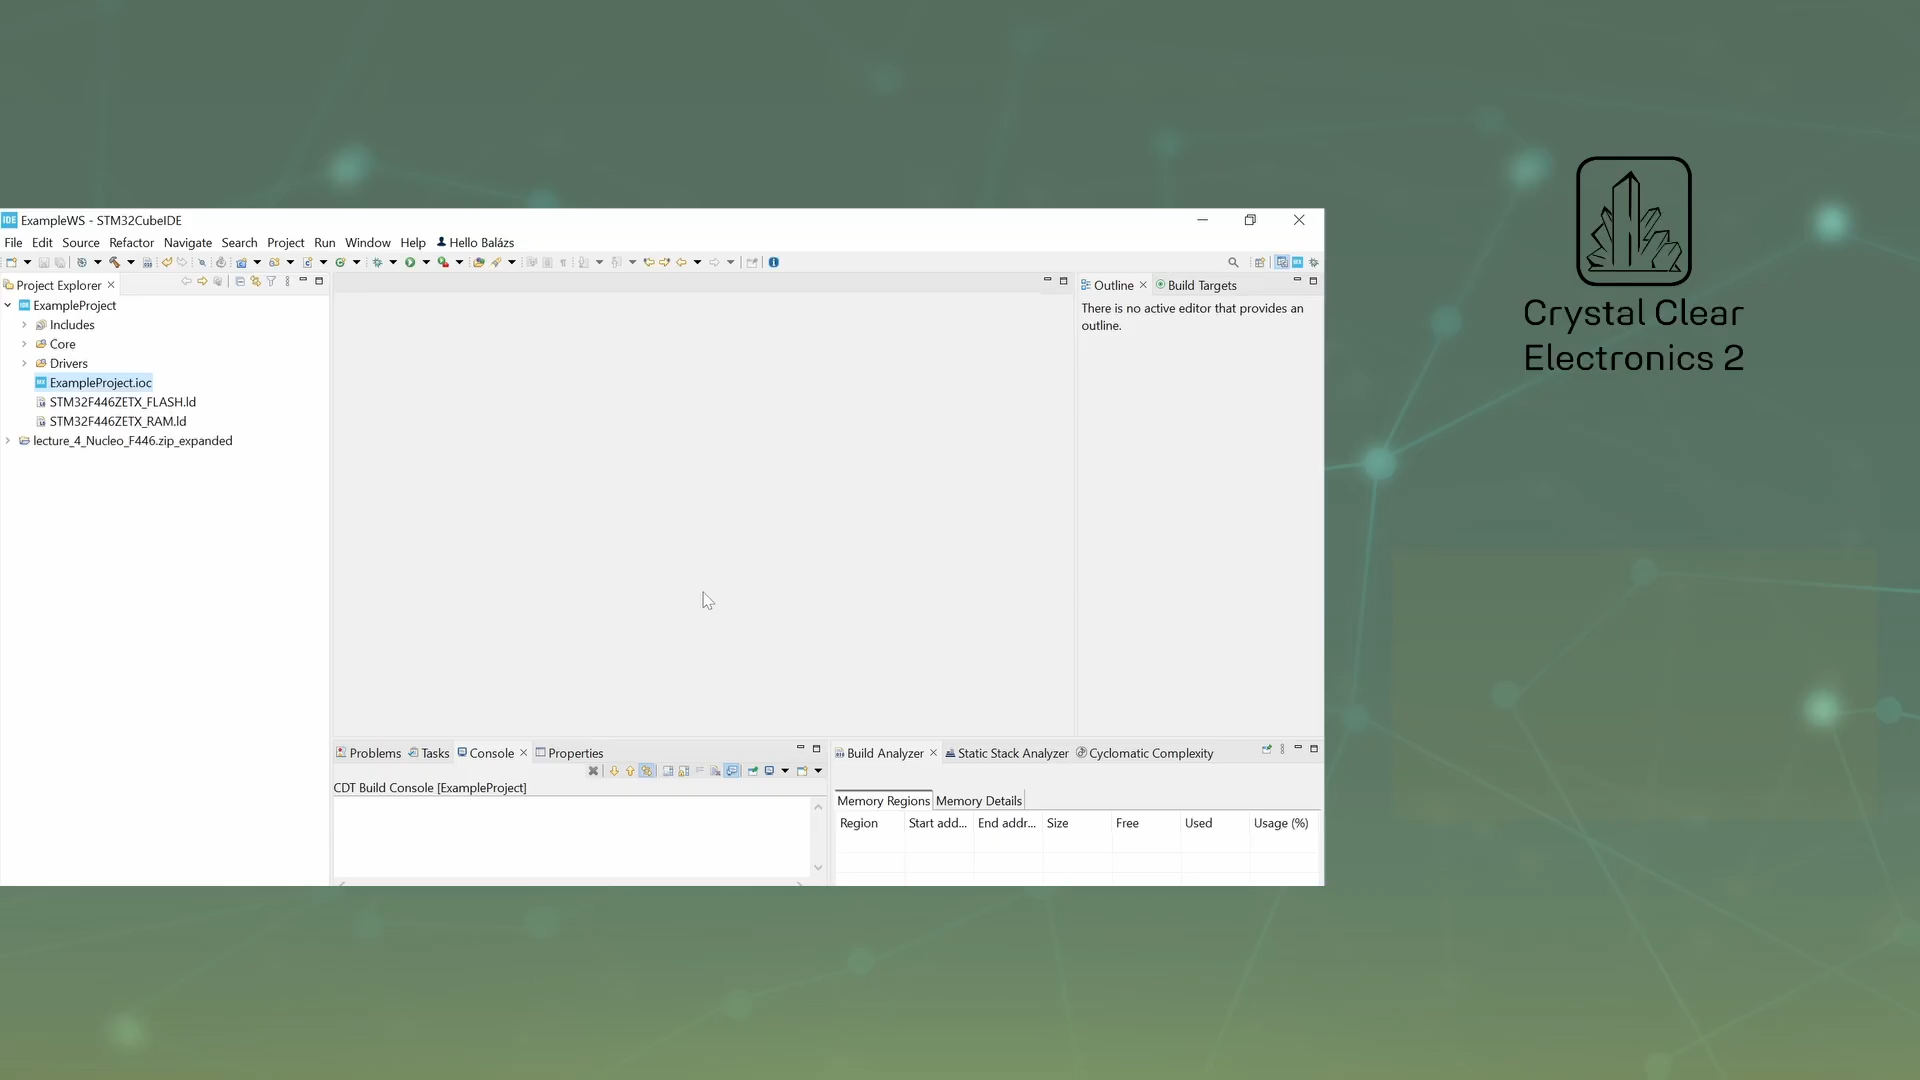 IDE ExampleWS - STM32CubeIDE
File Edit Source Refactor Navigate Search Project Run Window Help Hello Balázs
Project Explorer
ExampleProject
Includes
Core
Drivers
ExampleProject.ioc
STM32F446ZETX_FLASH.ld
STM32F446ZETX_RAM.ld
lecture_4_Nucleo_F446.zip_expanded
Outline Build Targets
There is no active editor that provides an
outline.
Problems Tasks Console Properties
CDT Build Console [ExampleProject]
Build Analyzer Static Stack Analyzer Cyclomatic Complexity
Memory Regions Memory Details
Region Start add... End addr... Size Free Used Usage (%)
Crystal Clear
Electronics 2